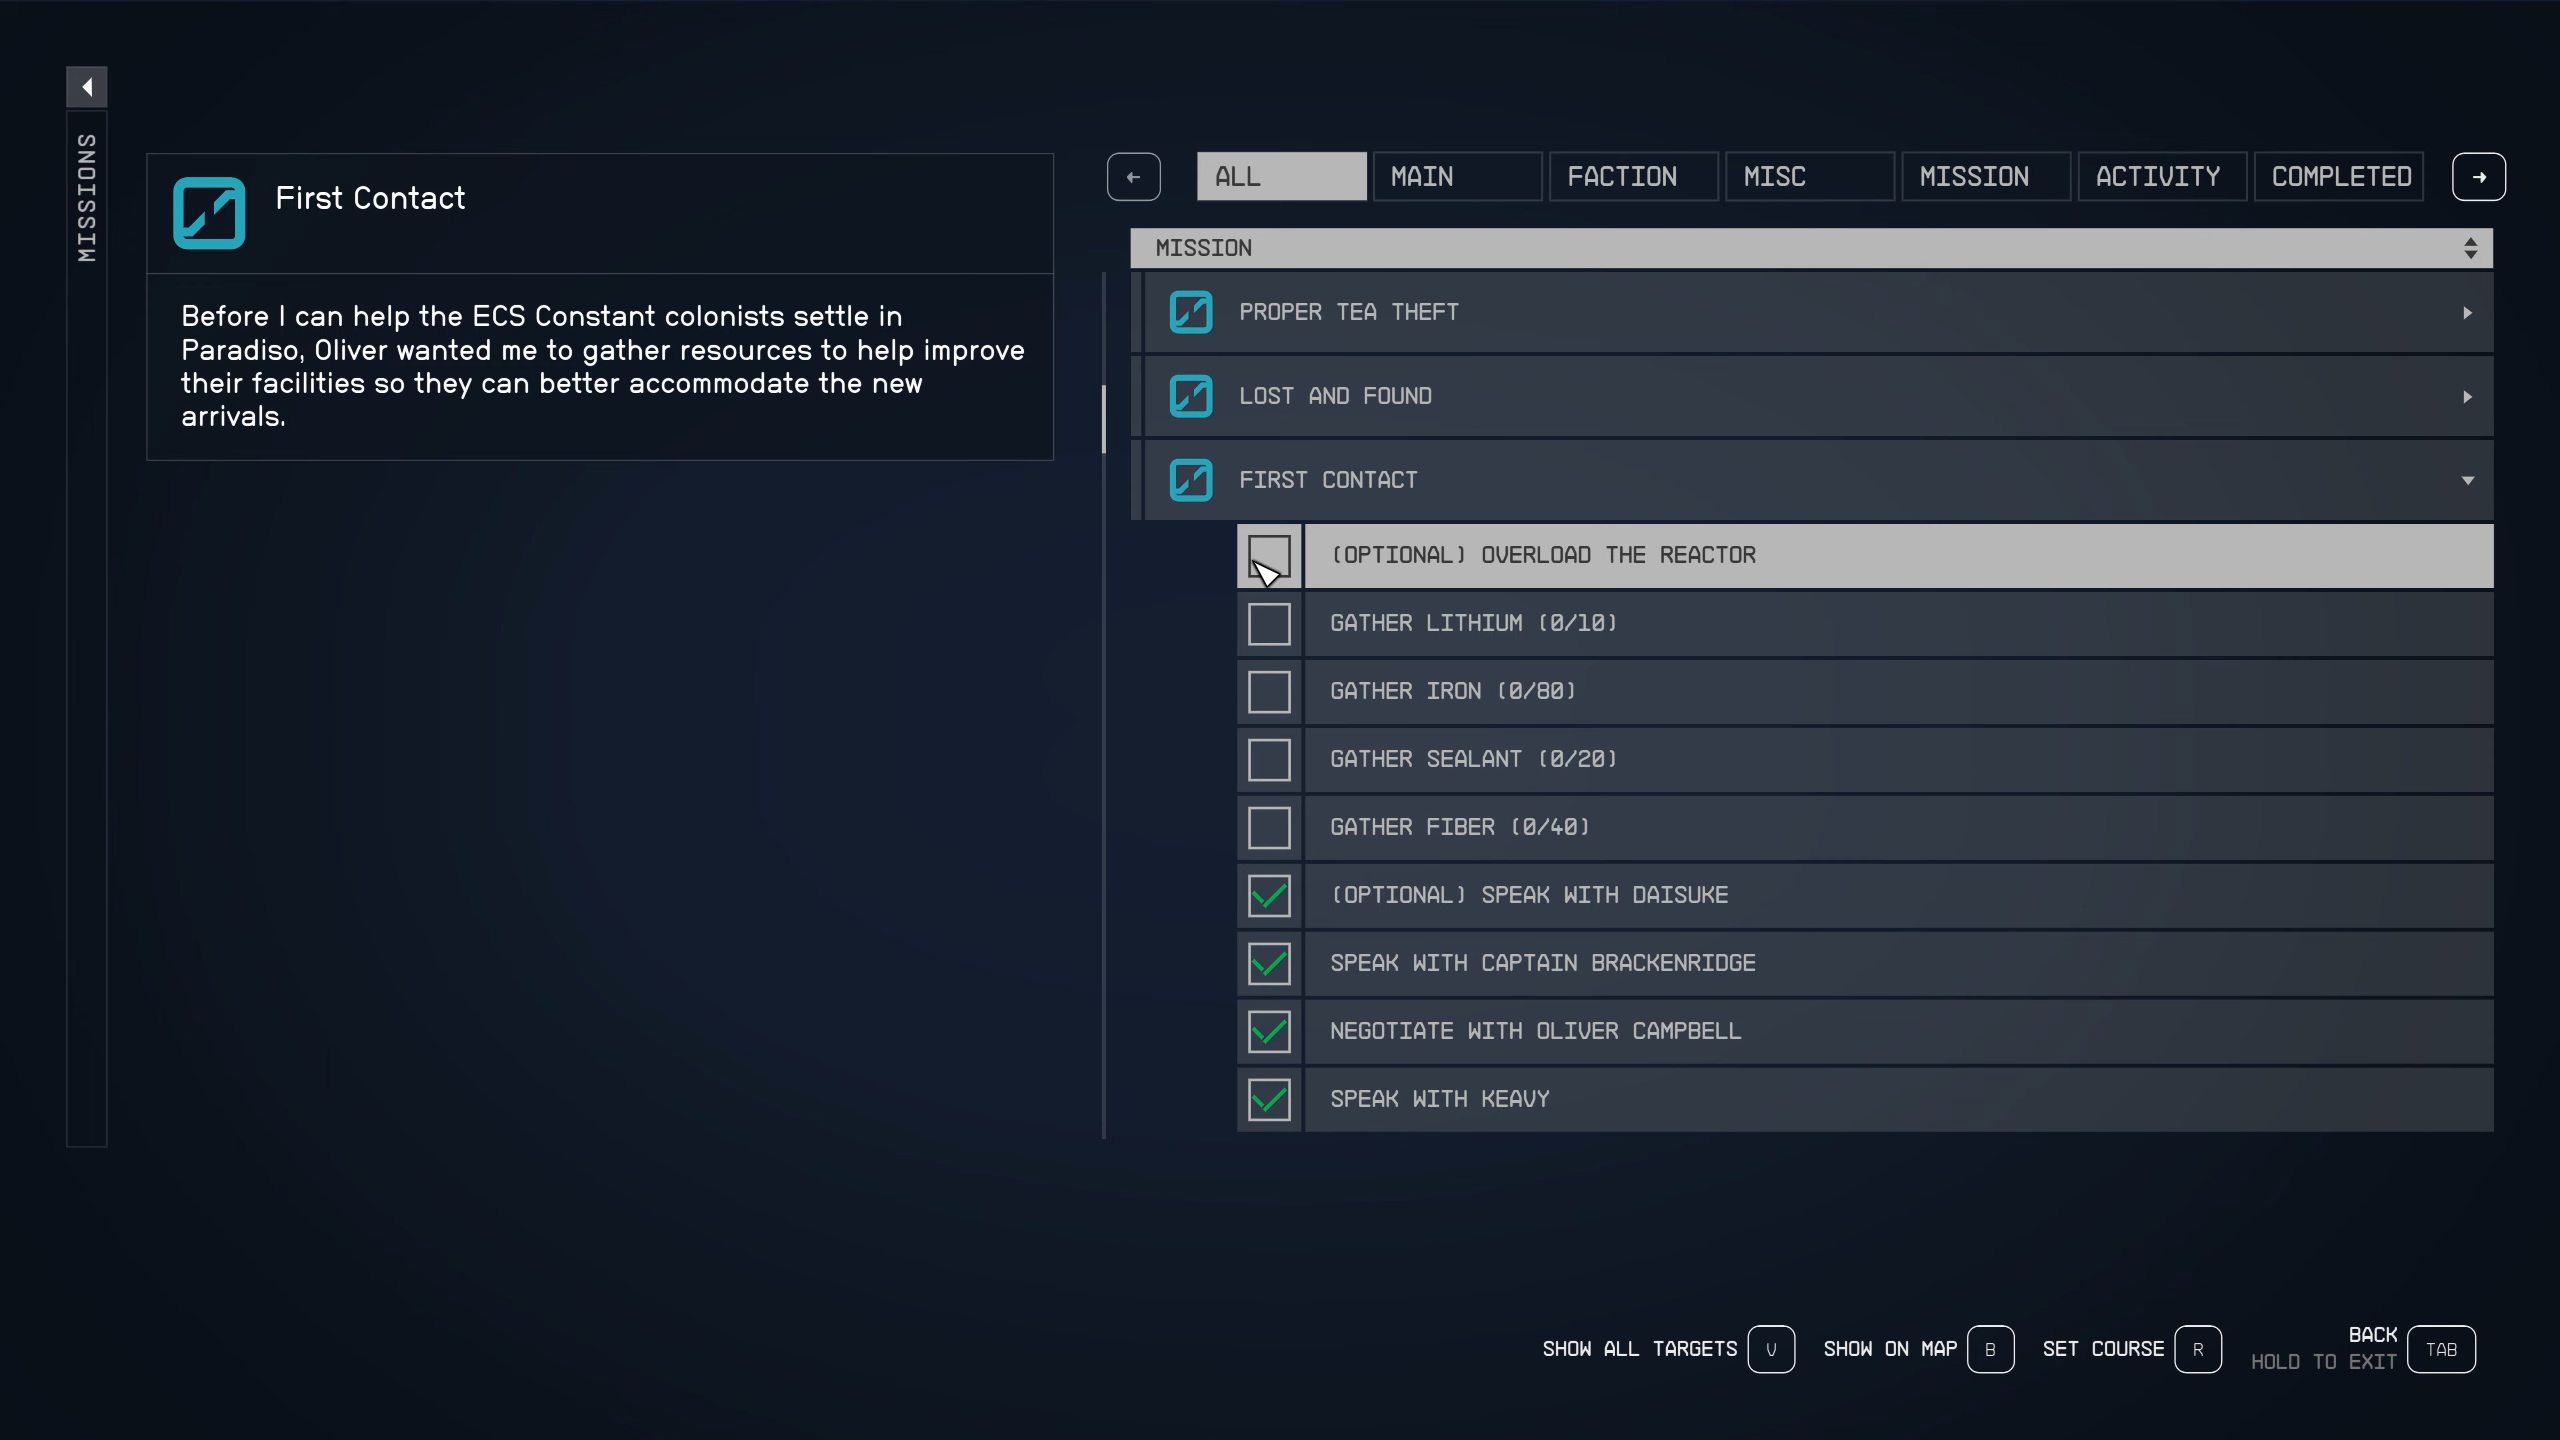 MISSIONS
First Contact
Before I can help the ECS Constant colonists settle in
Paradiso, Oliver wanted me to gather resources to help improve
their facilities so they can better accommodate the new
arrivals.
ALL
MAIN
FACTION
MISC
MISSION
ACTIVITY
COMPLETED
MISSION
PROPER TEA THEFT
LOST AND FOUND
FIRST CONTACT
(OPTIONAL) OVERLOAD THE REACTOR
GATHER LITHIUM (0/10)
GATHER IRON (0/80)
GATHER SEALANT (0/20)
GATHER FIBER (0/40)
(OPTIONAL) SPEAK WITH DAISUKE
SPEAK WITH CAPTAIN BRACKENRIDGE
NEGOTIATE WITH OLIVER CAMPBELL
SPEAK WITH KEAVY
SHOW ALL TARGETS V
SHOW ON MAP B
SET COURSE R
BACK
HOLD TO EXIT
TAB